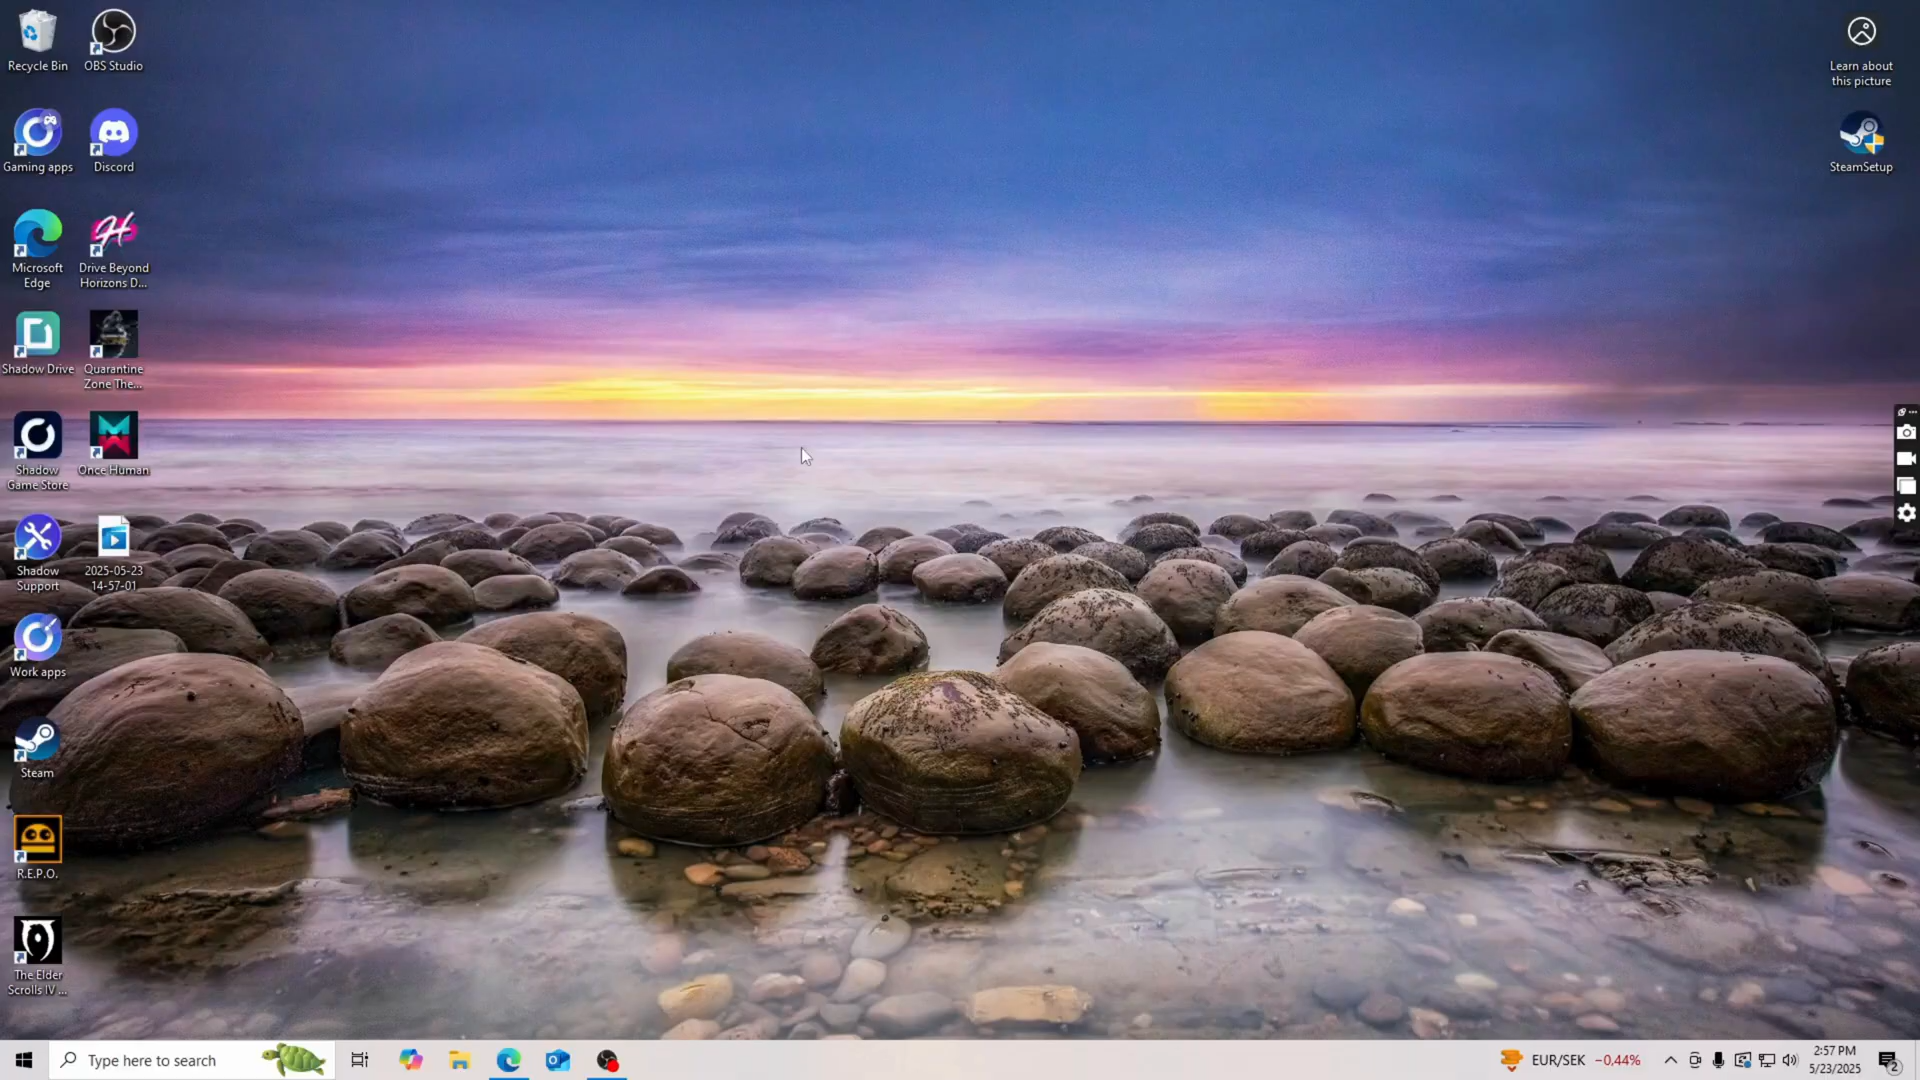 Recycle Bin
OBS Studio
Gaming apps
Discord
Microsoft
Edge
Drive Beyond
Horizons D...
Shadow Drive
Quarantine
Zone The...
Shadow
Game Store
Once Human
Shadow
Support
2025-05-23
14-57-01
Work apps
Steam
R.E.P.O.
The Elder
Scrolls IV ...
Learn about
this picture
SteamSetup
Type here to search
EUR/SEK −0,44%
2:57 PM
5/23/2025
2